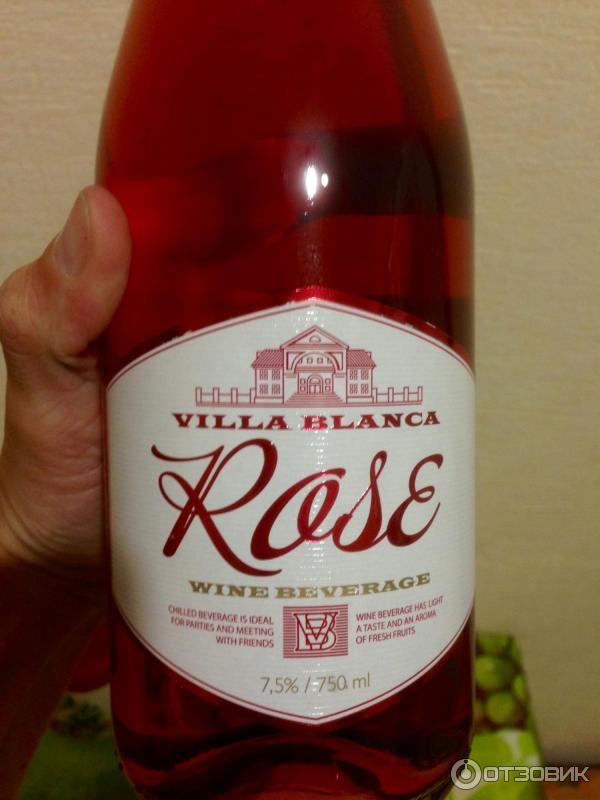 VILLA BLANCA
Rose
WINE BEVERAGE
CHILLED BEVERAGE IS IDEAL
FOR PARTIES AND MEETING
WITH FRIENDS
VB
WINE BEVERAGE HAS LIGHT
A TASTE AND AN AROMA
OF FRESH FRUITS
7,5% / 750 ml
ОТЗОВИК